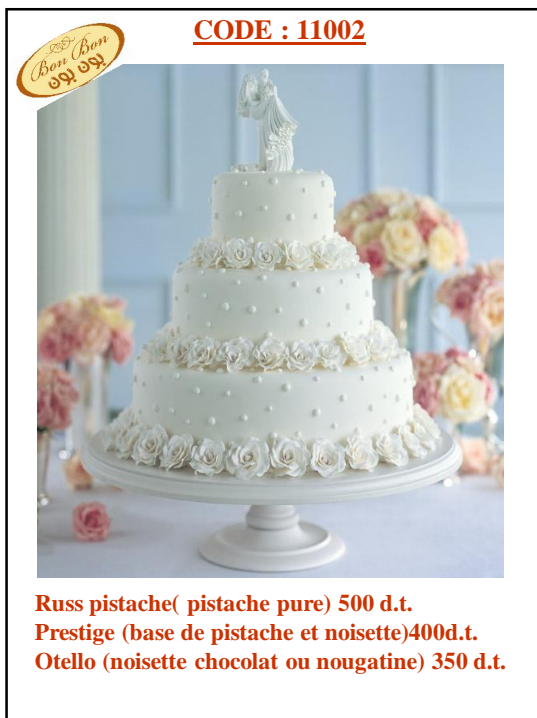 CODE : 11002
Bon Bon
بون بون
Russ pistache( pistache pure) 500 d.t.
Prestige (base de pistache et noisette)400d.t.
Otello (noisette chocolat ou nougatine) 350 d.t.